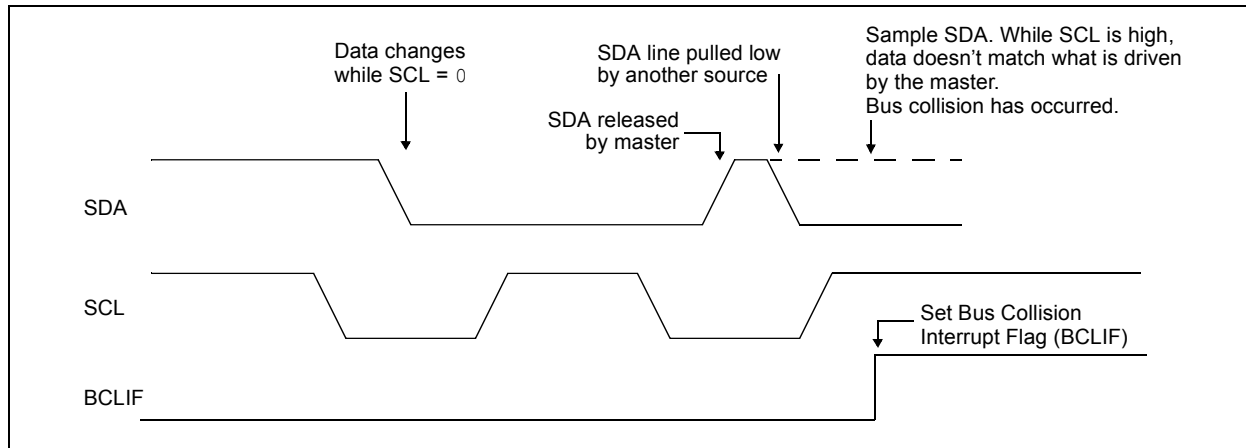 Data changes
while SCL = 0
SDA line pulled low
by another source
SDA released
by master
Sample SDA. While SCL is high,
data doesn’t match what is driven
by the master.
Bus collision has occurred.
SDA
SCL
Set Bus Collision
Interrupt Flag (BCLIF)
BCLIF